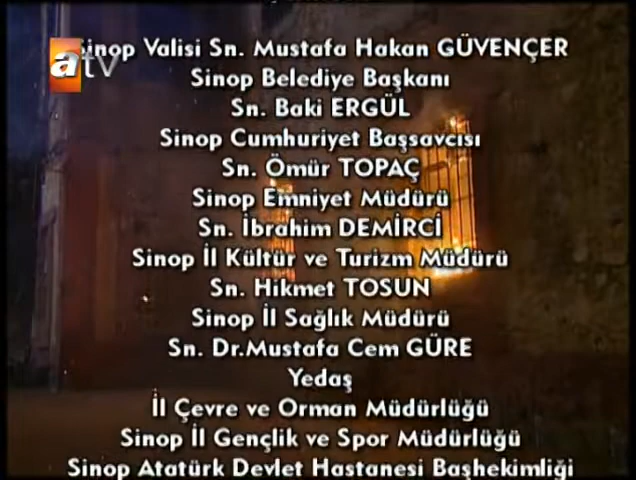 Sinop Valisi Sn. Mustafa Hakan GÜVENÇER
atv
Sinop Belediye Başkanı
Sn. Baki ERGÜL
Sinop Cumhuriyet Başsavcısı
Sn. Ömür TOPAÇ
Sinop Emniyet Müdürü
Sn. İbrahim DEMİRCİ
Sinop İl Kültür ve Turizm Müdürü
Sn. Hikmet TOSUN
Sinop İl Sağlık Müdürü
Sn. Dr.Mustafa Cem GÜRE
Yedaş
İl Çevre ve Orman Müdürlüğü
Sinop İl Gençlik ve Spor Müdürlüğü
Sinop Atatürk Devlet Hastanesi Başhekimliği